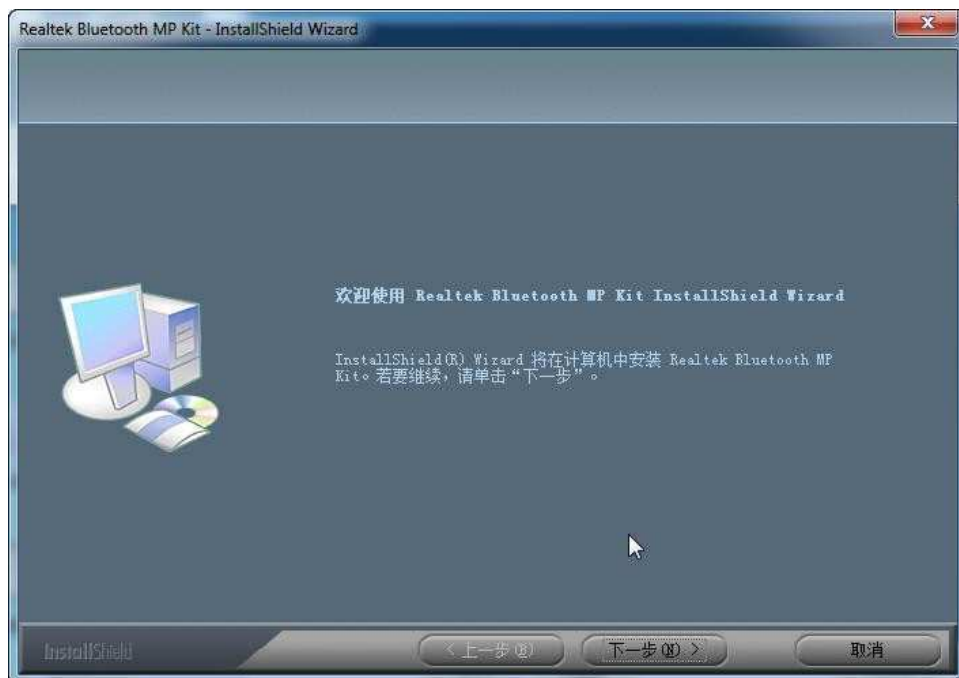 Realtek Bluetooth MP Kit - InstallShield Wizard
欢迎使用 Realtek Bluetooth MP Kit InstallShield Wizard
InstallShield(R) Wizard 将在计算机中安装 Realtek Bluetooth MP
Kit。若要继续，请单击“下一步”。
InstallShield
< 上一步(B)
下一步(N) >
取消